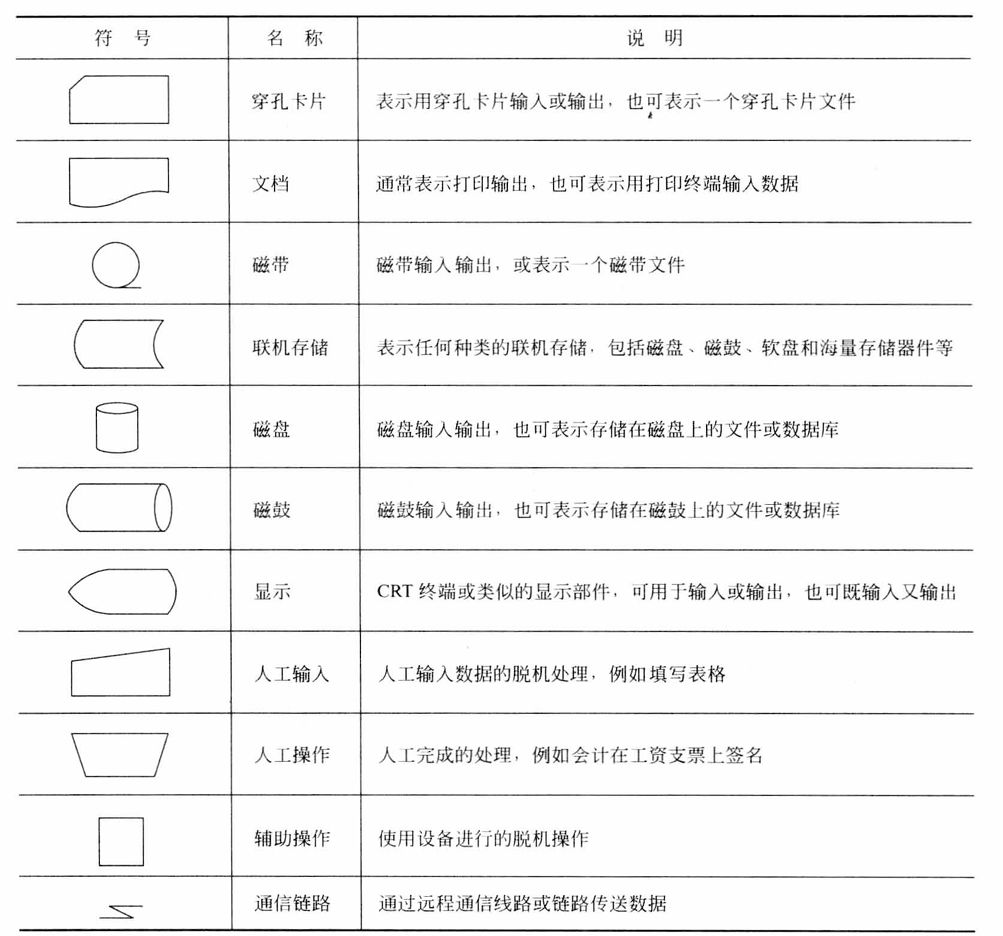 符 号 名 称 说 明
穿孔卡片 表示用穿孔卡片输入或输出，也可表示一个穿孔卡片文件
文档 通常表示打印输出，也可表示用打印终端输入数据
磁带 磁带输入输出，或表示一个磁带文件
联机存储 表示任何种类的联机存储，包括磁盘、磁鼓、软盘和海量存储器件等
磁盘 磁盘输入输出，也可表示存储在磁盘上的文件或数据库
磁鼓 磁鼓输入输出，也可表示存储在磁鼓上的文件或数据库
显示 CRT 终端或类似的显示部件，可用于输入或输出，也可既输入又输出
人工输入 人工输入数据的脱机处理，例如填写表格
人工操作 人工完成的处理，例如会计在工资支票上签名
辅助操作 使用设备进行的脱机操作
通信链路 通过远程通信线路或链路传送数据